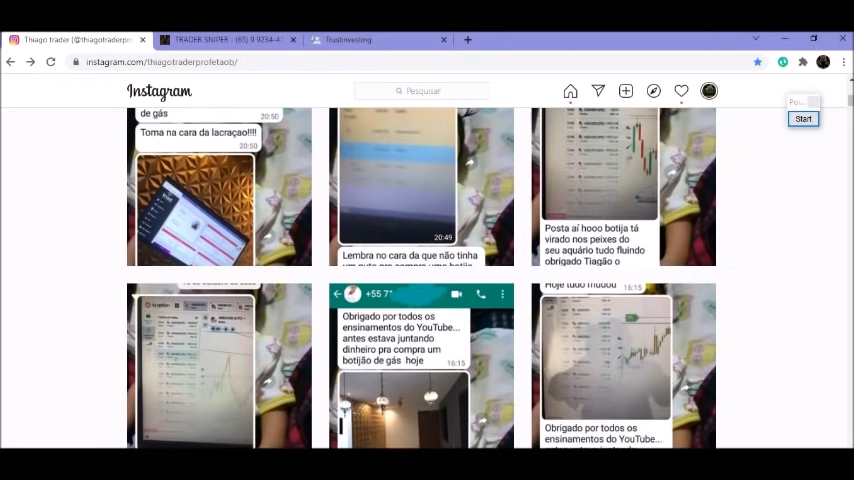 Thiago trader (@thiagotraderpr
TRADER SNIPER - (65) 9 9234-41
Trustinvesting
instagram.com/thiagotraderprofetaob/
Instagram
Pesquisar
Poi...
Start
de gás
20:50
Toma na cara da lacraçao!!!!
20:50
20:49
Lembra no cara da que não tinha
Posta aí hooo botija tá
virado nos peixes do
seu aquário tudo fluindo
obrigado Tiagão o
+55 7
Obrigado por todos os
ensinamentos do YouTube...
antes estava juntando
dinheiro pra compra um
botijão de gás hoje
16:15
Hoje tudo mudou
16:15
Obrigado por todos os
ensinamentos do YouTube...